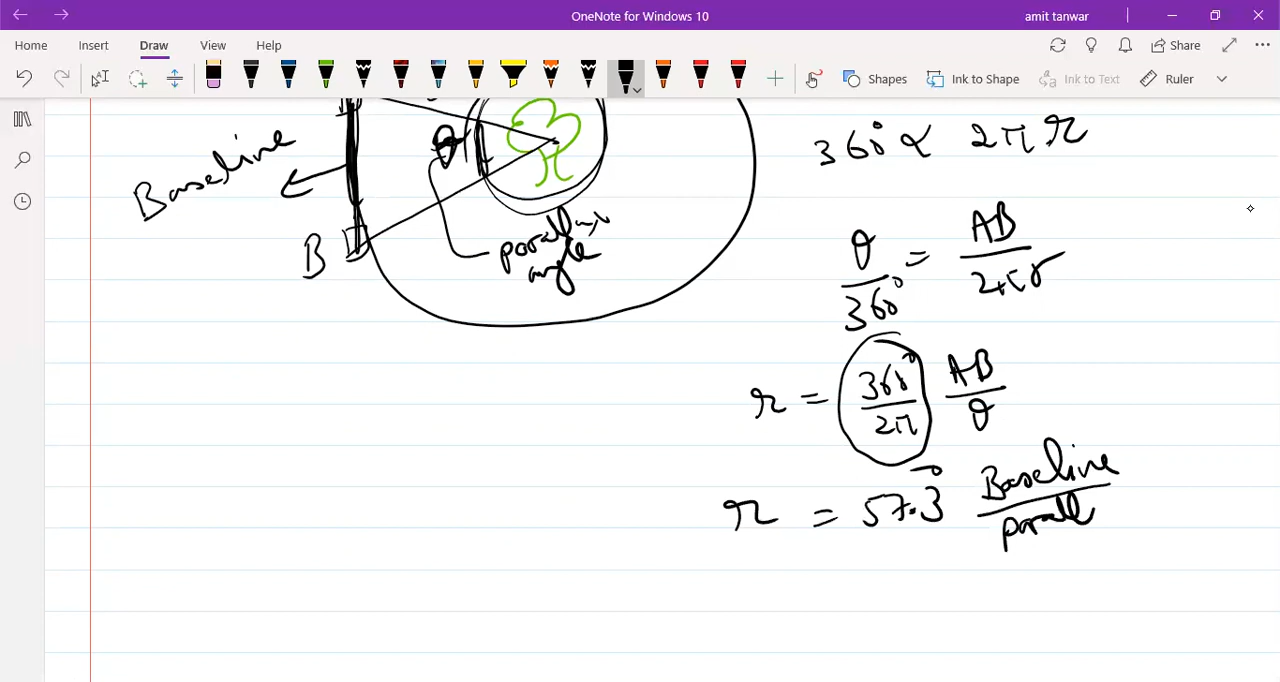 OneNote for Windows 10
amit tanwar
Home Insert Draw View Help
Share
Shapes Ink to Shape Ink to Text Ruler
Baseline
B
θ
parallax
angle
360° ∝ 2πr
θ/360° = AB/2πr
r = 360°/2π AB/θ
r = 57.3° Baseline/parall